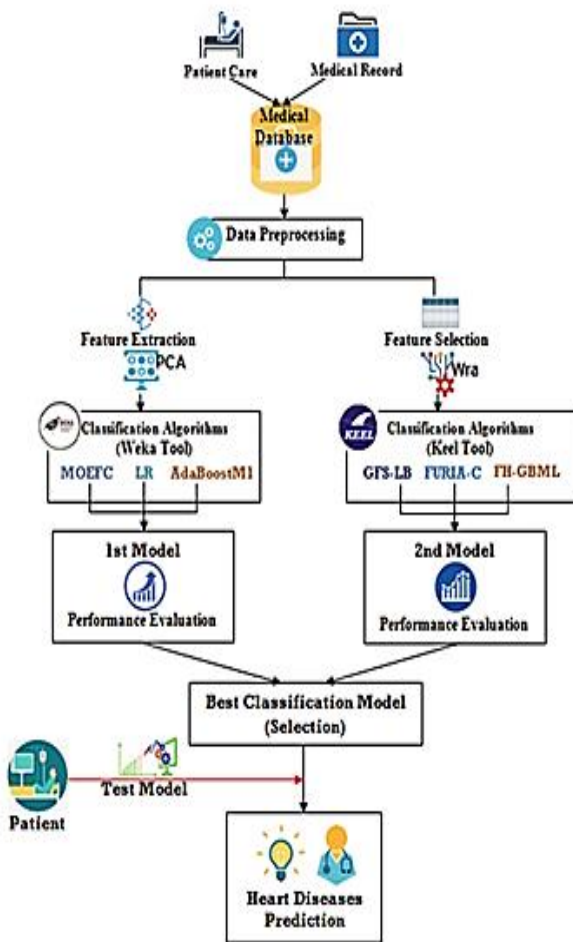 Patient Care
Medical Record
Medical
Database
Data Preprocessing
Feature Extraction
PCA
Feature Selection
Wra
Classification Algorithms
(Weka Tool)
MOEFC LR AdaBoostM1
KEEL
Classification Algorithms
(Keel Tool)
GFS-LB FURIA-C FH-GBML
1st Model
Performance Evaluation
2nd Model
Performance Evaluation
Best Classification Model
(Selection)
Test Model
Patient
Heart Diseases
Prediction